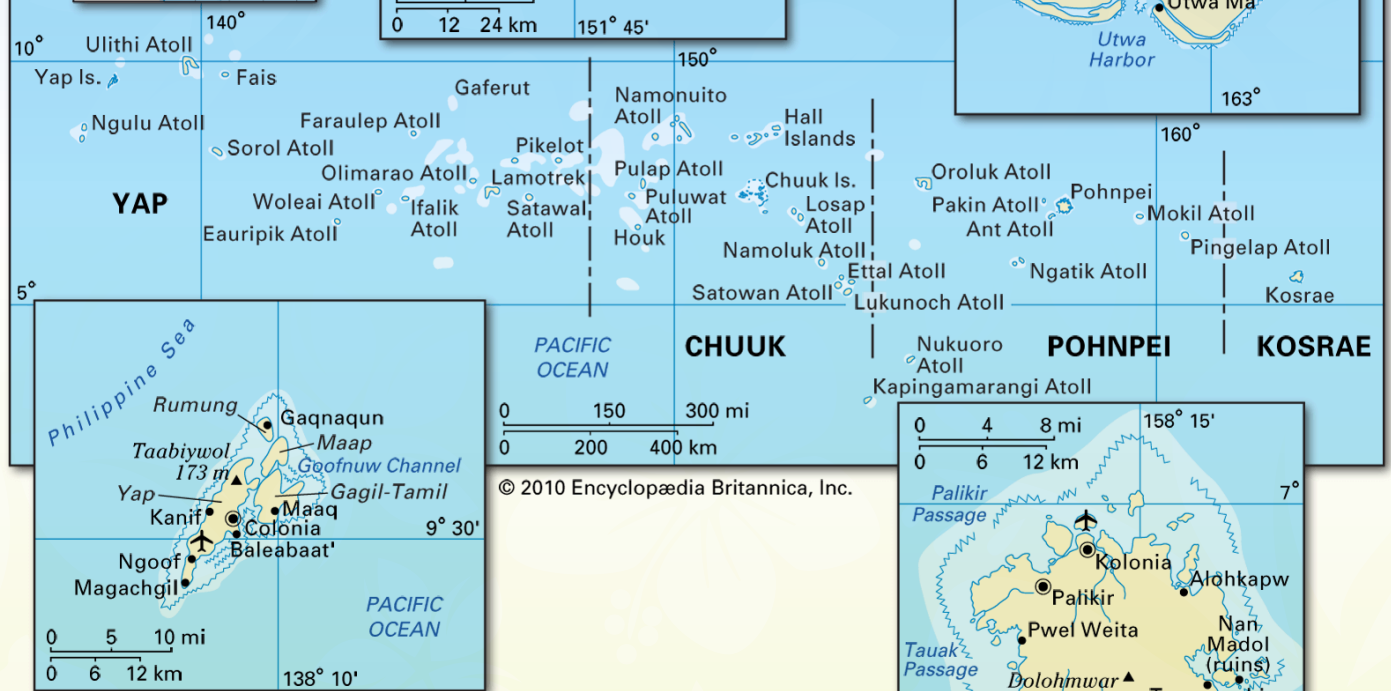 140°
0 12 24 km
151° 45'
Utwa Ma
Utwa
Harbor
163°
10°
150°
160°
Ulithi Atoll
Yap Is.
Fais
Gaferut
Namonuito
Atoll
Hall
Islands
Ngulu Atoll
Faraulep Atoll
Sorol Atoll
Pikelot
Olimarao Atoll
Lamotrek
Pulap Atoll
Chuuk Is.
Oroluk Atoll
Pohnpei
YAP
Woleai Atoll
Ifalik
Atoll
Satawal
Atoll
Puluwat
Atoll
Losap
Atoll
Pakin Atoll
Mokil Atoll
Eauripik Atoll
Houk
Ant Atoll
Namoluk Atoll
Pingelap Atoll
Ettal Atoll
Ngatik Atoll
5°
Satowan Atoll
Lukunoch Atoll
Kosrae
PACIFIC
OCEAN
CHUUK
Nukuoro
Atoll
POHNPEI
KOSRAE
Kapingamarangi Atoll
0 150 300 mi
0 200 400 km
© 2010 Encyclopædia Britannica, Inc.
Philippine Sea
Rumung
Gaqnaqun
Taabiywol
173 m
Maap
Goofnuw Channel
Yap
Gagil-Tamil
Kanif
Maaq
Colonia
9° 30'
Baleabaat'
Ngoof
Magachgil
PACIFIC
OCEAN
0 5 10 mi
0 6 12 km
138° 10'
0 4 8 mi
0 6 12 km
158° 15'
Palikir
Passage
7°
Kolonia
Alohkapw
Palikir
Pwel Weita
Nan
Madol
(ruins)
Tauak
Passage
Dolohmwar